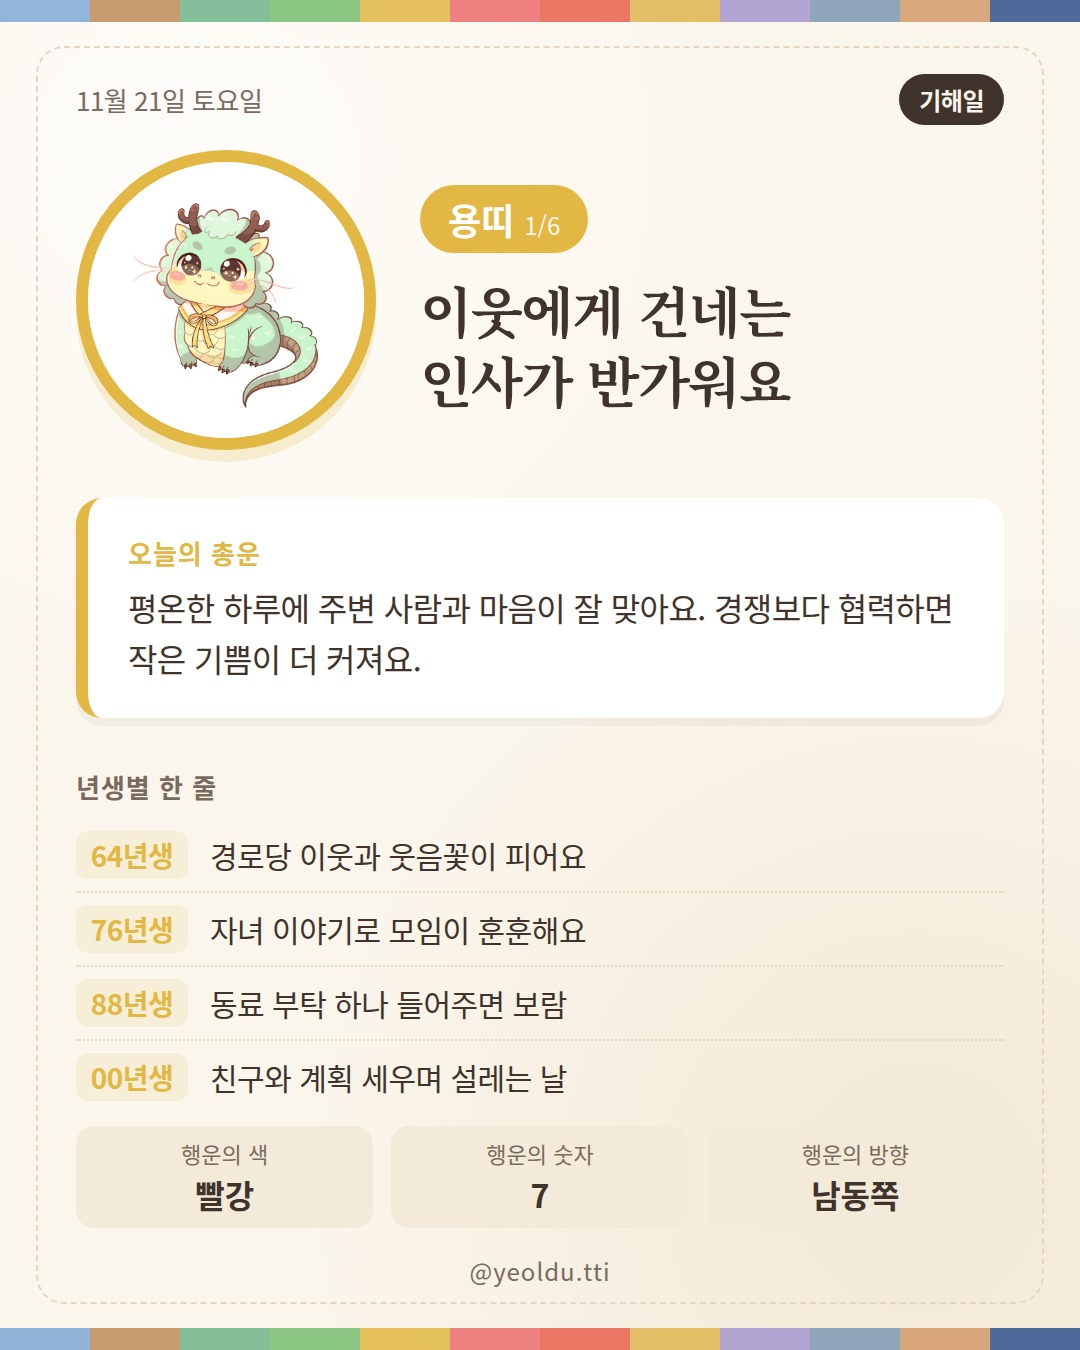 11월 21일 토요일
기해일
용띠 1/6
이웃에게 건네는
인사가 반가워요
오늘의 총운
평온한 하루에 주변 사람과 마음이 잘 맞아요. 경쟁보다 협력하면
작은 기쁨이 더 커져요.
년생별 한 줄
64년생 경로당 이웃과 웃음꽃이 피어요
76년생 자녀 이야기로 모임이 훈훈해요
88년생 동료 부탁 하나 들어주면 보람
00년생 친구와 계획 세우며 설레는 날
행운의 색
빨강
행운의 숫자
7
행운의 방향
남동쪽
@yeoldu.tti